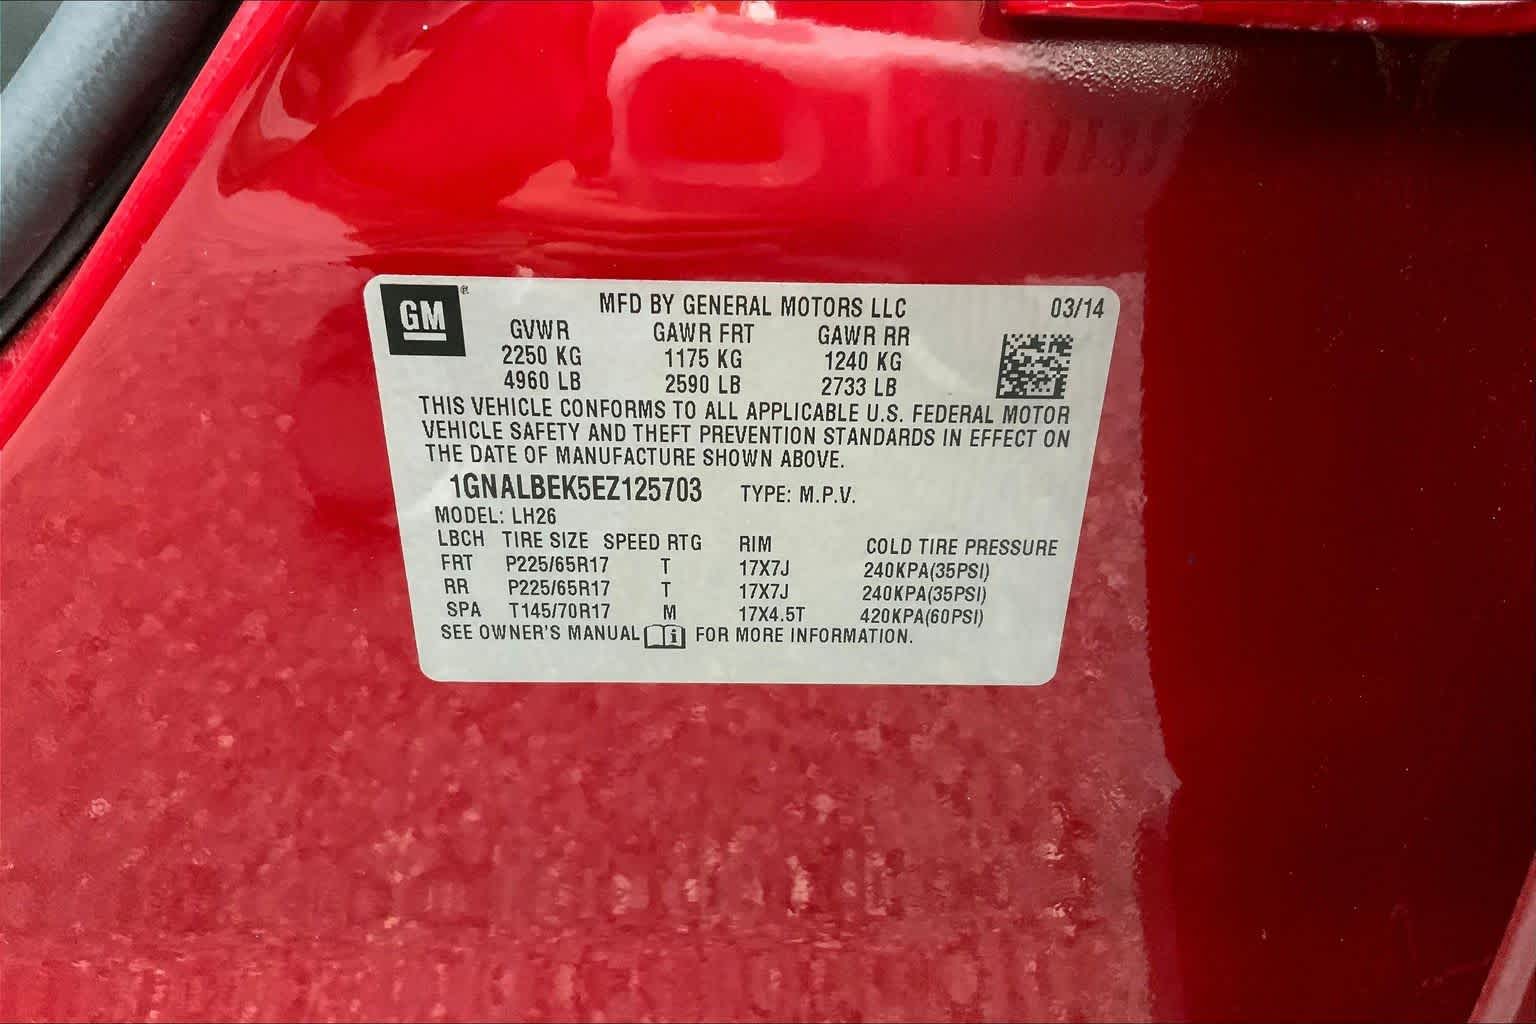 GM® MFD BY GENERAL MOTORS LLC 03/14
GVWR GAWR FRT GAWR RR
2250 KG 1175 KG 1240 KG
4960 LB 2590 LB 2733 LB
THIS VEHICLE CONFORMS TO ALL APPLICABLE U.S. FEDERAL MOTOR
VEHICLE SAFETY AND THEFT PREVENTION STANDARDS IN EFFECT ON
THE DATE OF MANUFACTURE SHOWN ABOVE.
1GNALBEK5EZ125703 TYPE: M.P.V.
MODEL: LH26
LBCH TIRE SIZE SPEED RTG RIM COLD TIRE PRESSURE
FRT P225/65R17 T 17X7J 240KPA(35PSI)
RR P225/65R17 T 17X7J 240KPA(35PSI)
SPA T145/70R17 M 17X4.5T 420KPA(60PSI)
SEE OWNER'S MANUAL i FOR MORE INFORMATION.